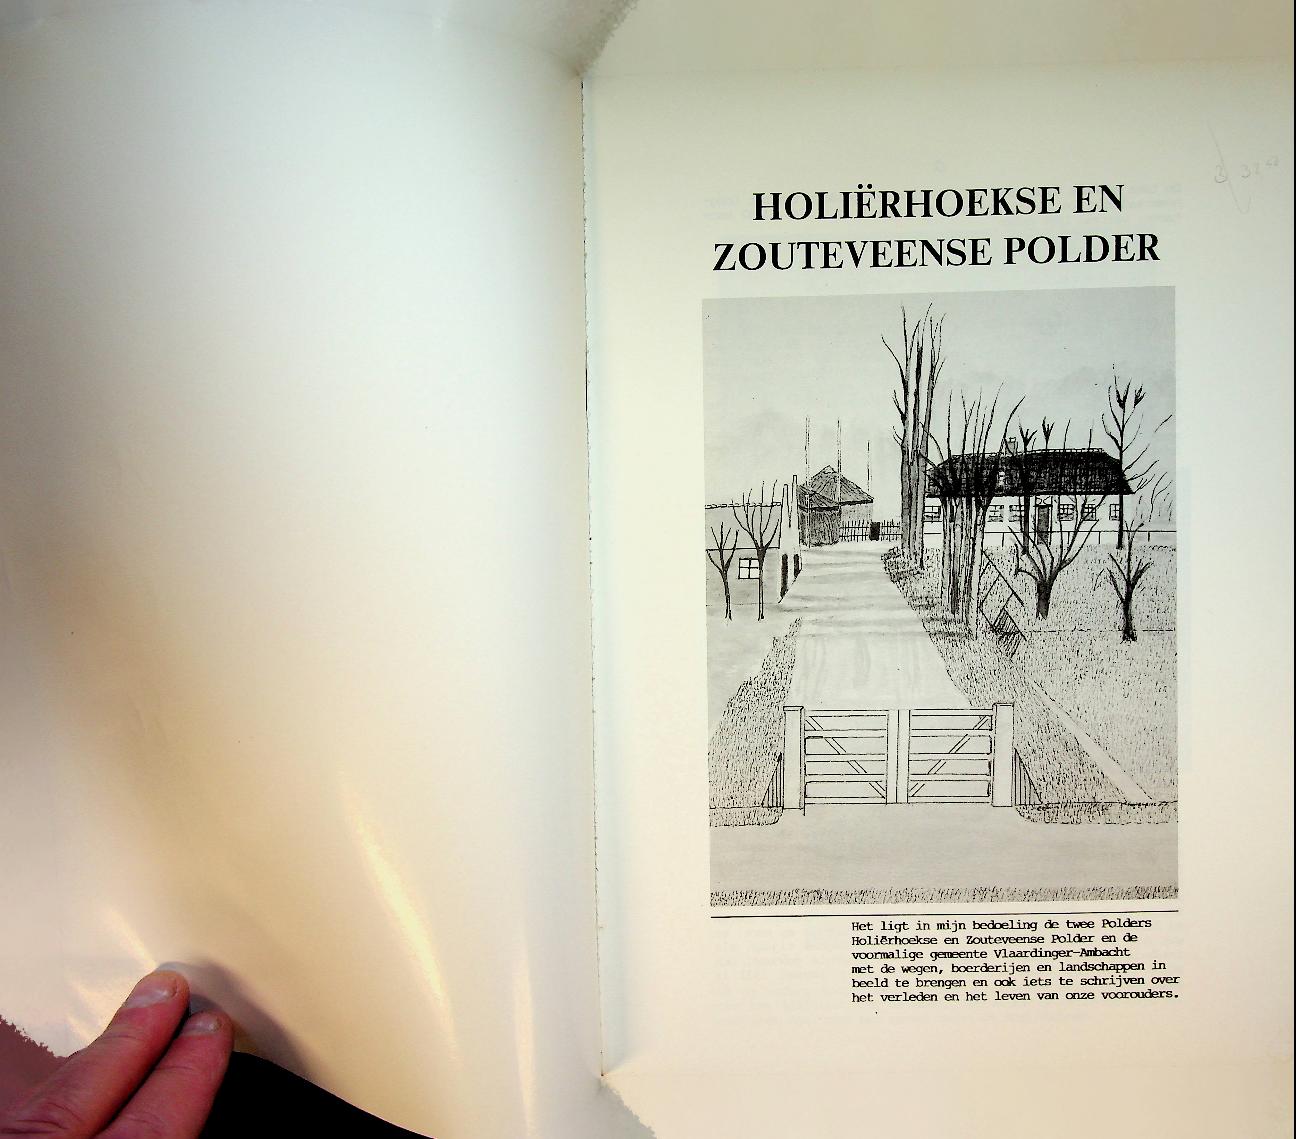 HOLIËRHOEKSE EN
ZOUTEVEENSE POLDER
Het ligt in mijn bedoeling de twee Polders
Holiërhoekse en Zouteveense Polder en de
voormalige gemeente Vlaardinger-Ambacht
met de wegen, boerderijen en landschappen in
beeld te brengen en ook iets te schrijven over
het verleden en het leven van onze voorouders.